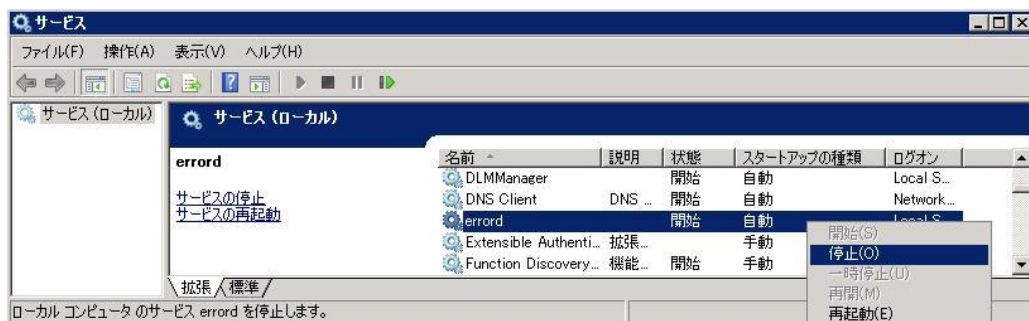 サービス
ファイル(F) 操作(A) 表示(V) ヘルプ(H)
サービス (ローカル)
サービス (ローカル)
errord
サービスの停止
サービスの再起動
名前 説明 状態 スタートアップの種類 ログオン
DLMManager 開始 自動 Local S...
DNS Client DNS ... 開始 自動 Network...
errord 開始 自動 Local S...
Extensible Authenti... 拡張... 手動
Function Discovery... 機能... 開始 手動
開始(S)
停止(O)
一時停止(U)
再開(M)
再起動(E)
拡張 標準
ローカル コンピュータ のサービス errord を停止します。